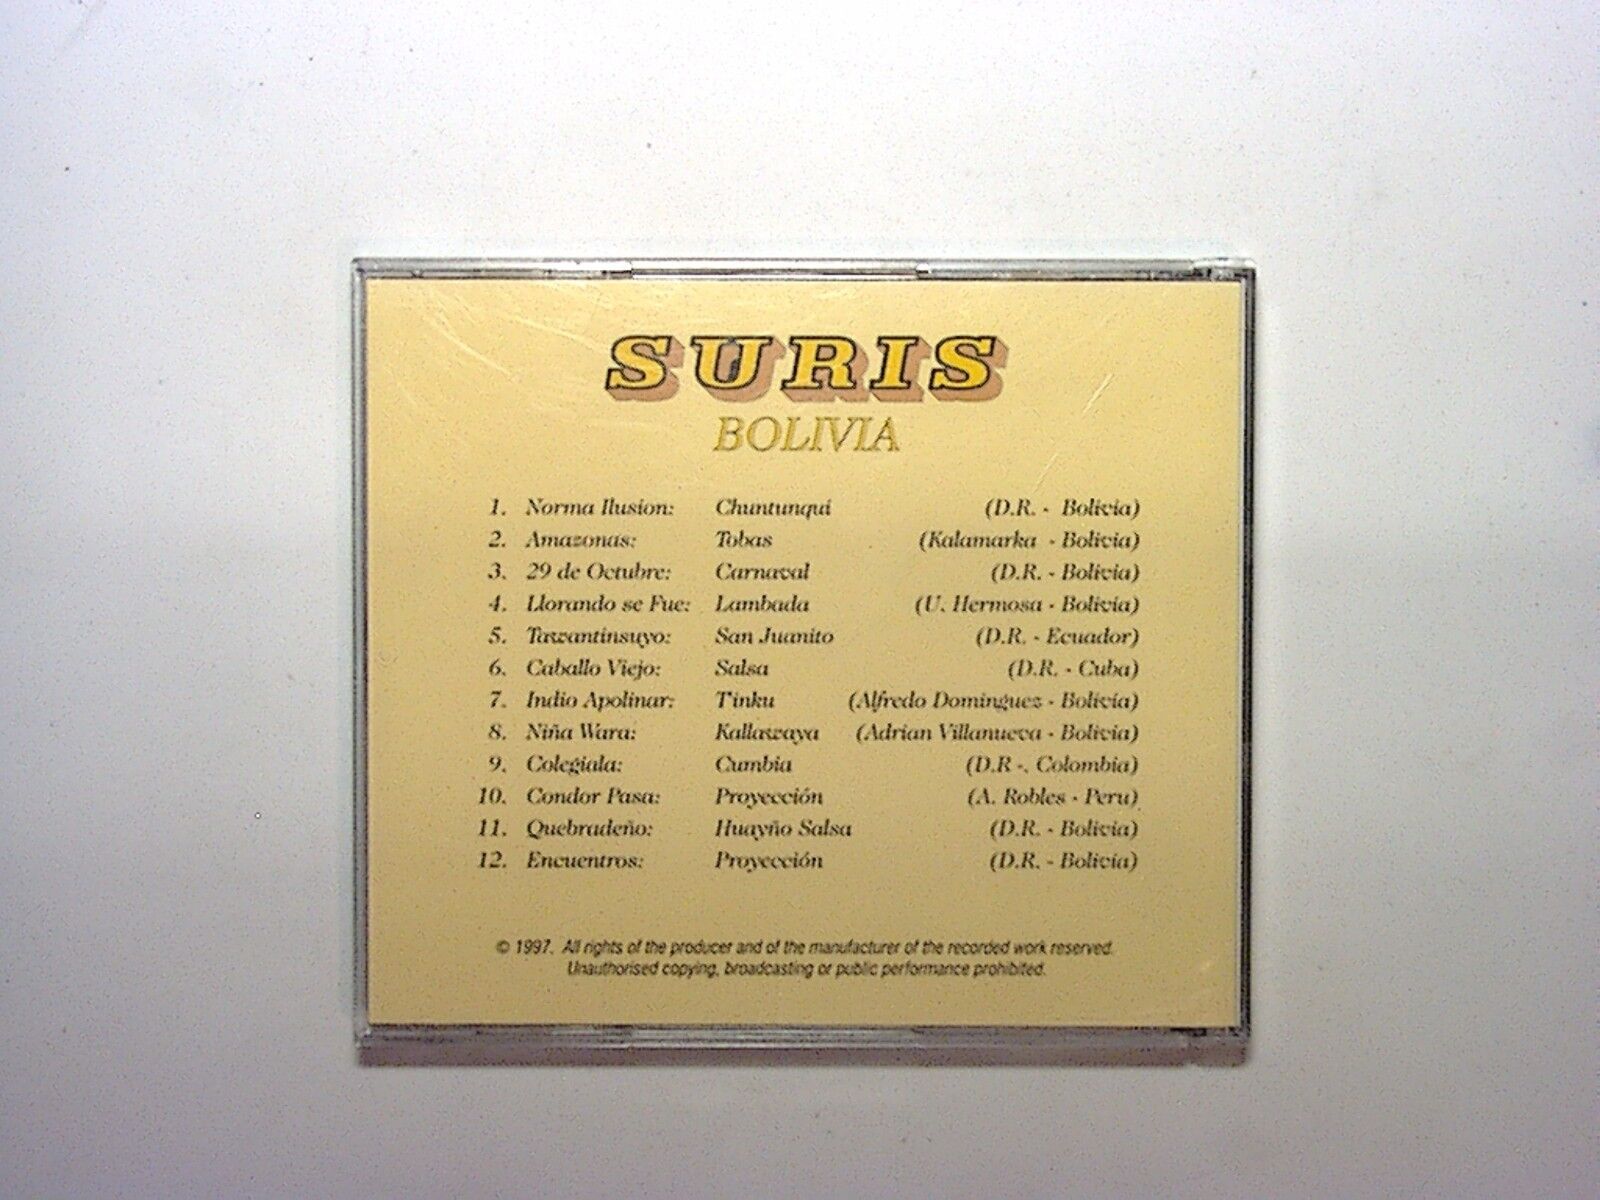 SURIS
BOLIVIA
1. Norma Ilusion: Chuntunqui (D.R. - Bolivia)
2. Amazonas: Tobas (Kalamarka - Bolivia)
3. 29 de Octubre: Carnaval (D.R. - Bolivia)
4. Llorando se Fue: Lambada (U. Hermosa - Bolivia)
5. Tawantinsuyo: San Juanito (D.R. - Ecuador)
6. Caballo Viejo: Salsa (D.R. - Cuba)
7. Indio Apolinar: Tinku (Alfredo Dominguez - Bolivia)
8. Niña Wara: Kallawaya (Adrian Villanueva - Bolivia)
9. Colegiala: Cumbia (D.R -. Colombia)
10. Condor Pasa: Proyección (A. Robles - Peru)
11. Quebradeño: Huayño Salsa (D.R. - Bolivia)
12. Encuentros: Proyección (D.R. - Bolivia)
© 1997. All rights of the producer and of the manufacturer of the recorded work reserved.
Unauthorised copying, broadcasting or public performance prohibited.